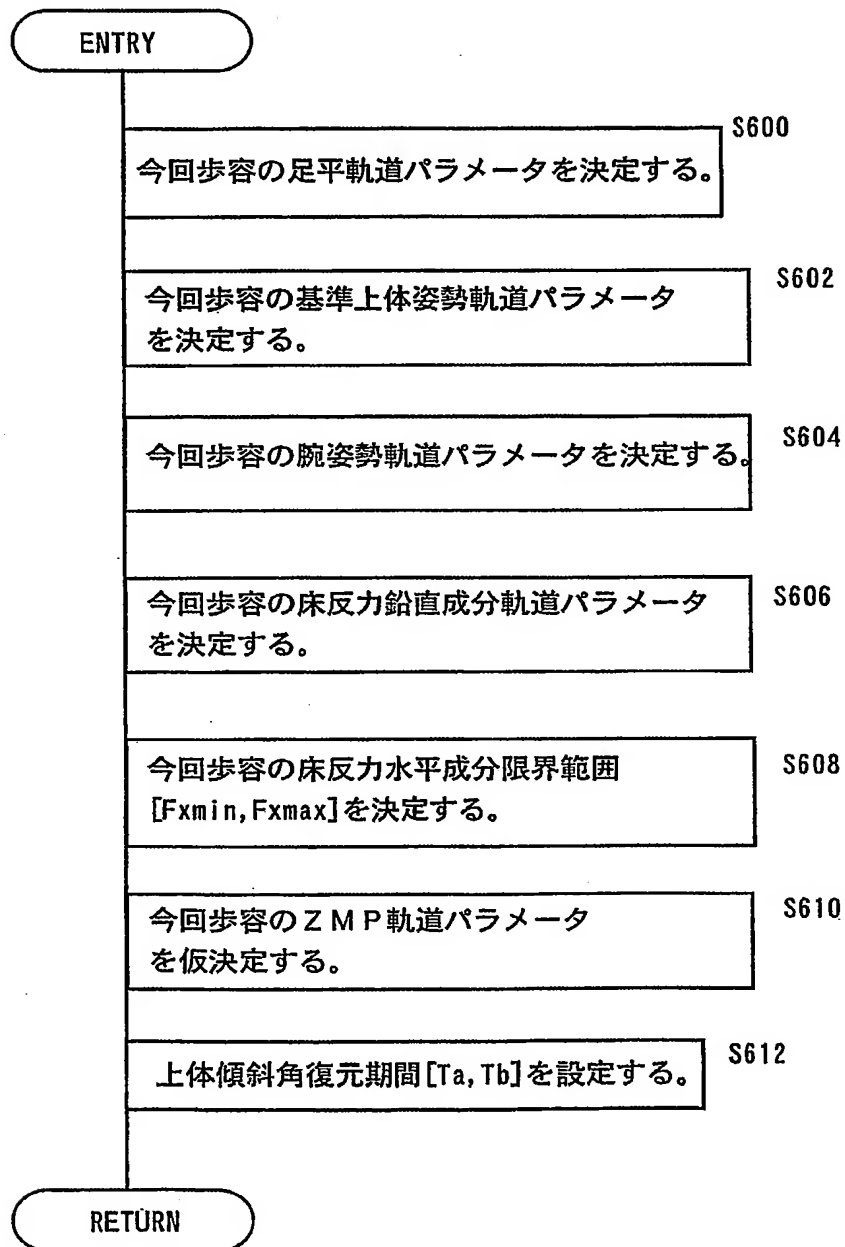 ENTRY
S600
今回歩容の足平軌道パラメータを決定する。
S602
今回歩容の基準上体姿勢軌道パラメータ
を決定する。
S604
今回歩容の腕姿勢軌道パラメータを決定する。
S606
今回歩容の床反力鉛直成分軌道パラメータ
を決定する。
S608
今回歩容の床反力水平成分限界範囲
[Fxmin,Fxmax]を決定する。
S610
今回歩容のZMP軌道パラメータ
を仮決定する。
S612
上体傾斜角復元期間[Ta,Tb]を設定する。
RETURN